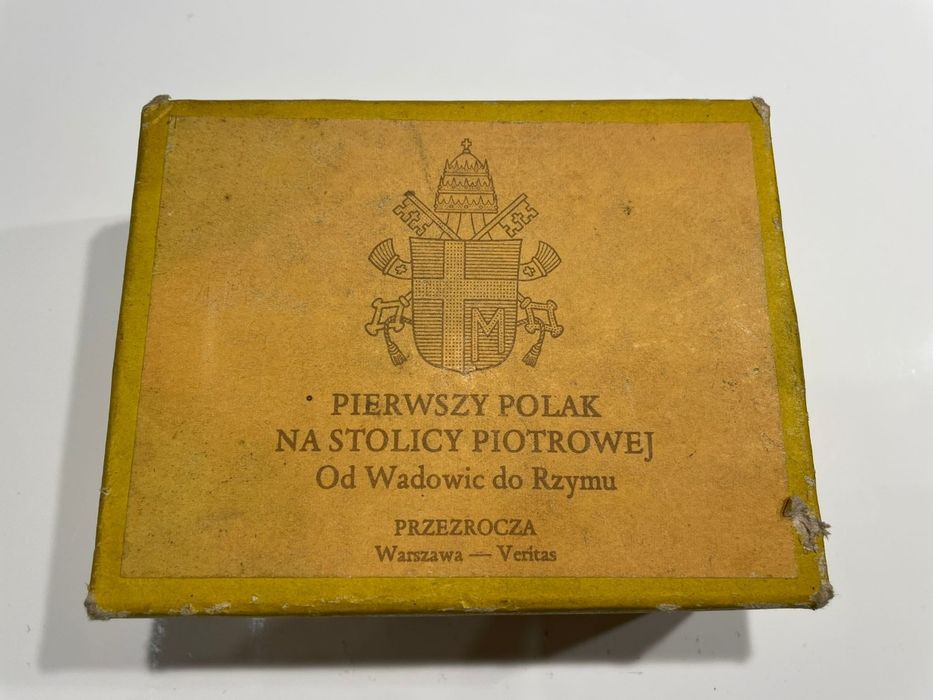 M
PIERWSZY POLAK
NA STOLICY PIOTROWEJ
Od Wadowic do Rzymu
PRZEZROCZA
Warszawa — Veritas